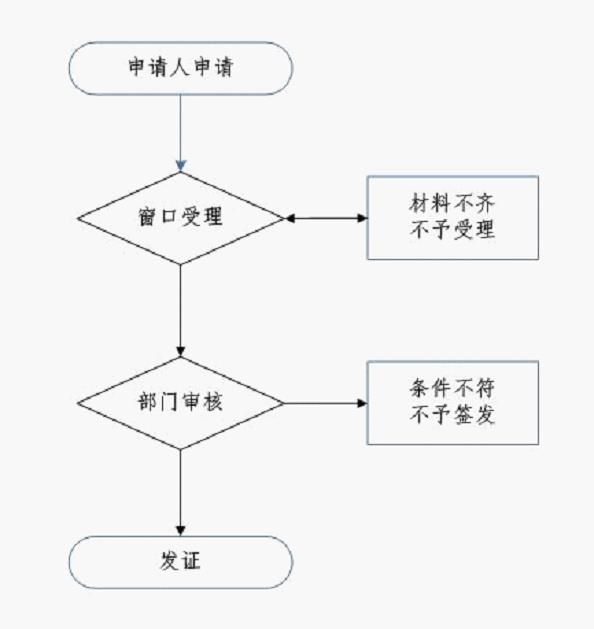 申请人申请
窗口受理
材料不齐
不予受理
部门审核
条件不符
不予签发
发证